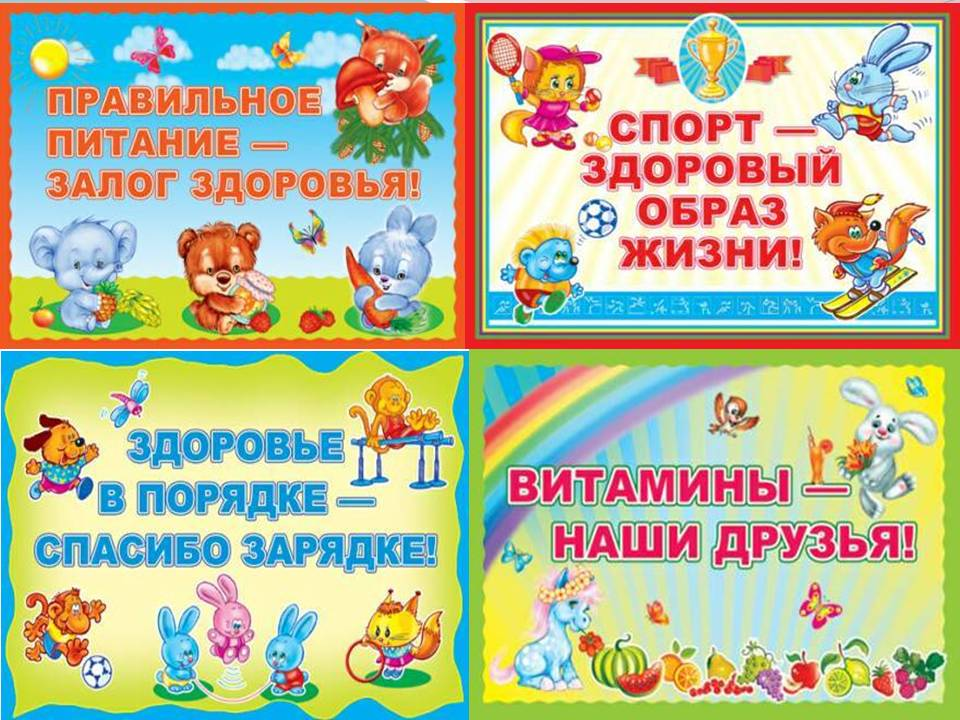 ПРАВИЛЬНОЕ
ПИТАНИЕ —
ЗАЛОГ ЗДОРОВЬЯ!
СПОРТ —
ЗДОРОВЫЙ
ОБРАЗ
ЖИЗНИ!
ЗДОРОВЬЕ
В ПОРЯДКЕ —
СПАСИБО ЗАРЯДКЕ!
ВИТАМИНЫ —
НАШИ ДРУЗЬЯ!